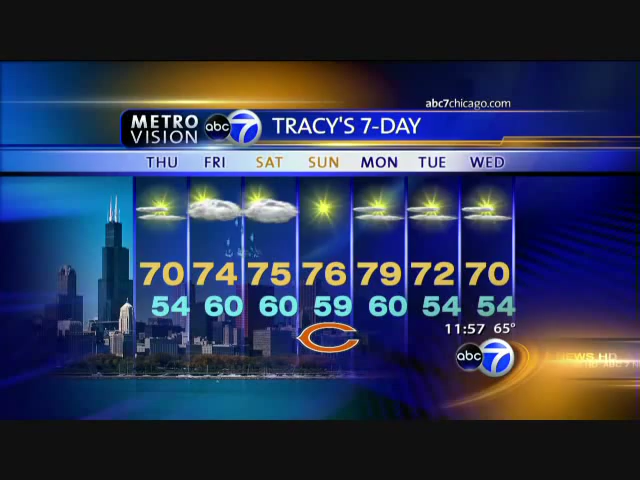 abc7chicago.com
METRO
VISION
abc 7
TRACY'S 7-DAY
THU FRI SAT SUN MON TUE WED
70 74 75 76 79 72 70
54 60 60 59 60 54 54
11:57 65°
abc 7
NEWS HD